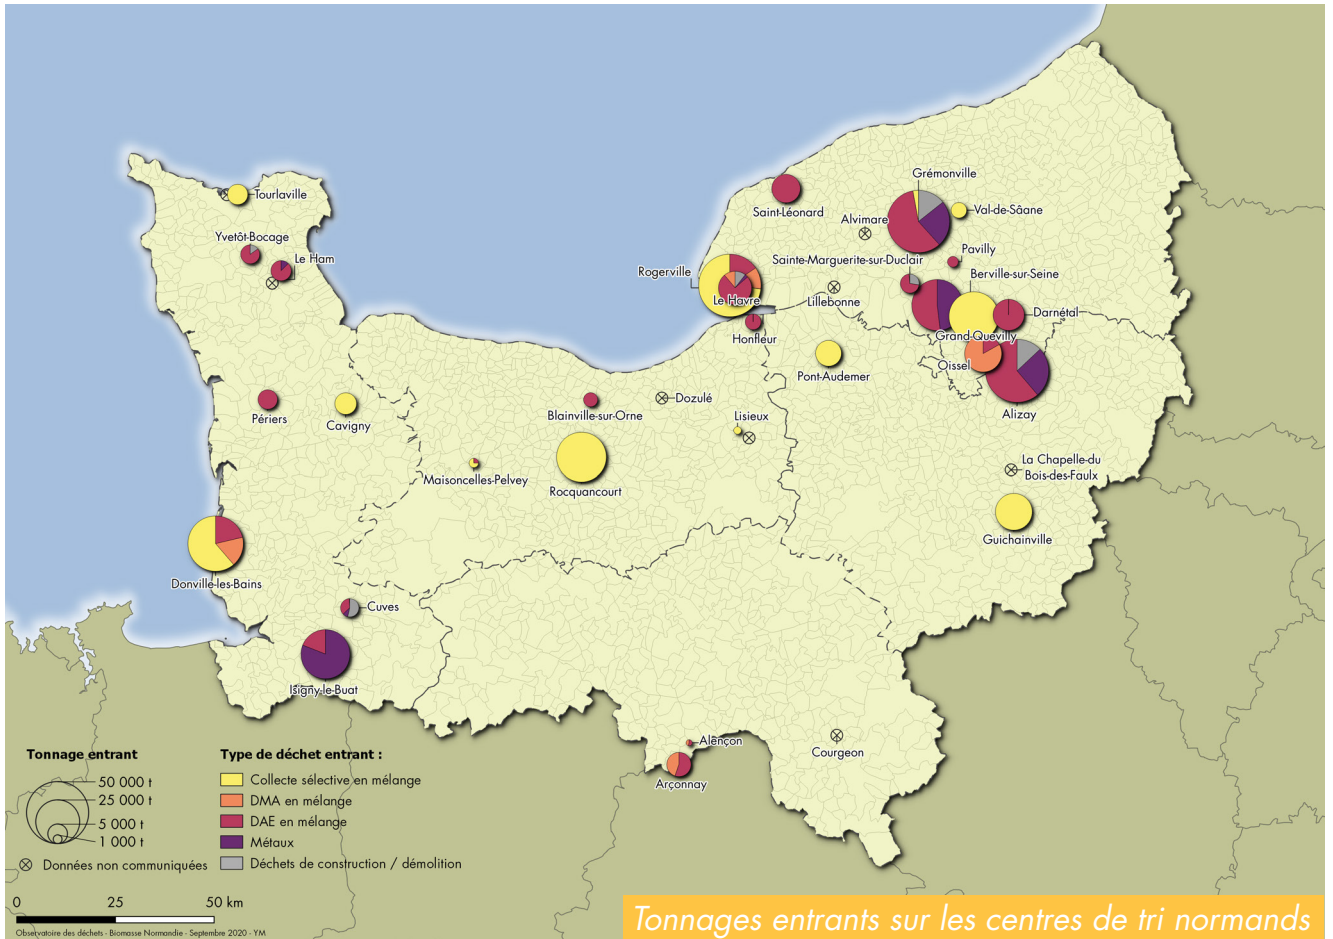 Grémonville
Tourlaville
Saint-Léonard
Val-de-Sâane
Alvimare
Yvetôt-Bocage
Pavilly
Le Ham
Sainte-Marguerite-sur-Duclair
Rogerville
Berville-sur-Seine
Le Havre
Lillebonne
Darnétal
Honfleur
Grand-Quevilly
Oissel
Pont-Audemer
Dozulé
Périers
Cavigny
Blainville-sur-Orne
Lisieux
Alizay
La Chapelle-du
Bois-des-Faulx
Maisoncelles-Pelvey
Rocquancourt
Guichainville
Donville-les-Bains
Cuves
Isigny-le-Buat
Alençon
Courgeon
Arçonnay
Tonnage entrant
50 000 t
25 000 t
5 000 t
1 000 t
Données non communiquées
Type de déchet entrant :
Collecte sélective en mélange
DMA en mélange
DAE en mélange
Métaux
Déchets de construction / démolition
0 25 50 km
Observatoire des déchets - Biomasse Normandie - Septembre 2020 - YM
Tonnages entrants sur les centres de tri normands